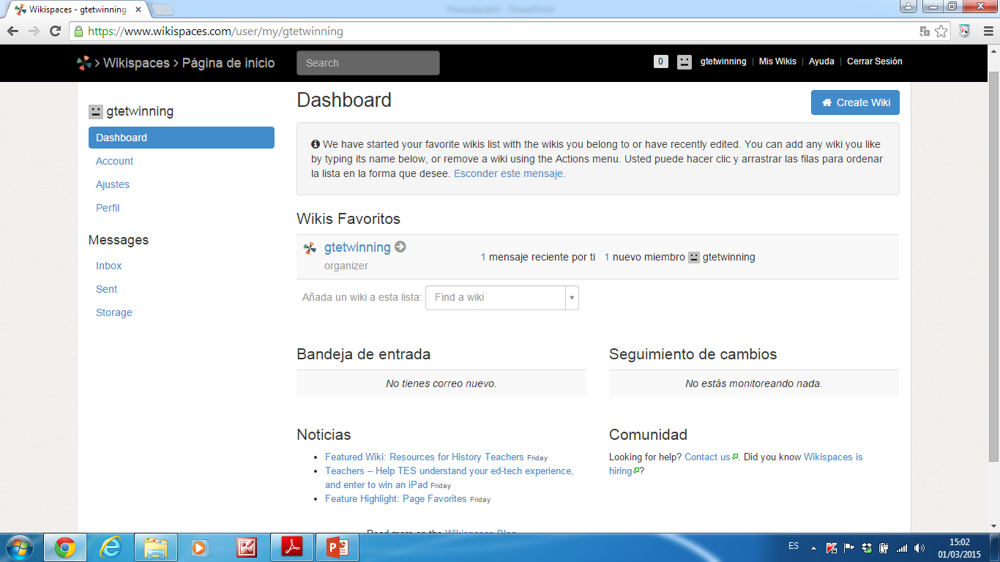 Wikispaces - gtetwinning
https://www.wikispaces.com/user/my/gtetwinning
> Wikispaces > Página de inicio
Search
0 gtetwinning | Mis Wikis | Ayuda | Cerrar Sesión
gtetwinning
Dashboard
Account
Ajustes
Perfil
Messages
Inbox
Sent
Storage
Dashboard
Create Wiki
We have started your favorite wikis list with the wikis you belong to or have recently edited. You can add any wiki you like
by typing its name below, or remove a wiki using the Actions menu. Usted puede hacer clic y arrastrar las filas para ordenar
la lista en la forma que desee. Esconder este mensaje.
Wikis Favoritos
gtetwinning
organizer
1 mensaje reciente por ti 1 nuevo miembro gtetwinning
Añada un wiki a esta lista: Find a wiki
Bandeja de entrada
No tienes correo nuevo.
Seguimiento de cambios
No estás monitoreando nada.
Noticias
Featured Wiki: Resources for History Teachers Friday
Teachers – Help TES understand your ed-tech experience,
and enter to win an iPad Friday
Feature Highlight: Page Favorites Friday
Read more on the Wikispaces Blog
Comunidad
Looking for help? Contact us. Did you know Wikispaces is
hiring?
ES
15:02
01/03/2015